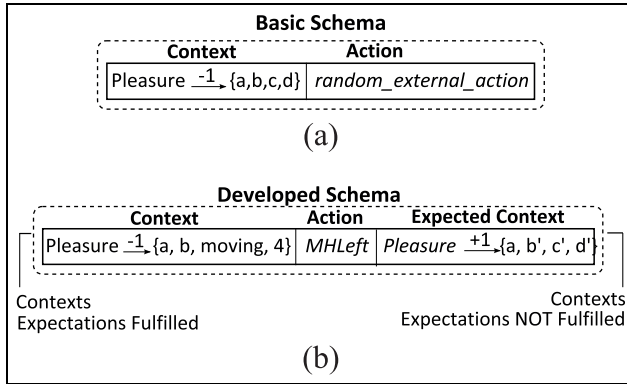 Basic Schema
Context Action
Pleasure -1 {a,b,c,d} random_external_action
(a)
Developed Schema
Context Action Expected Context
Pleasure -1 {a, b, moving, 4} MHLeft Pleasure +1 {a, b', c', d'}
Contexts
Expectations Fulfilled
Contexts
Expectations NOT Fulfilled
(b)